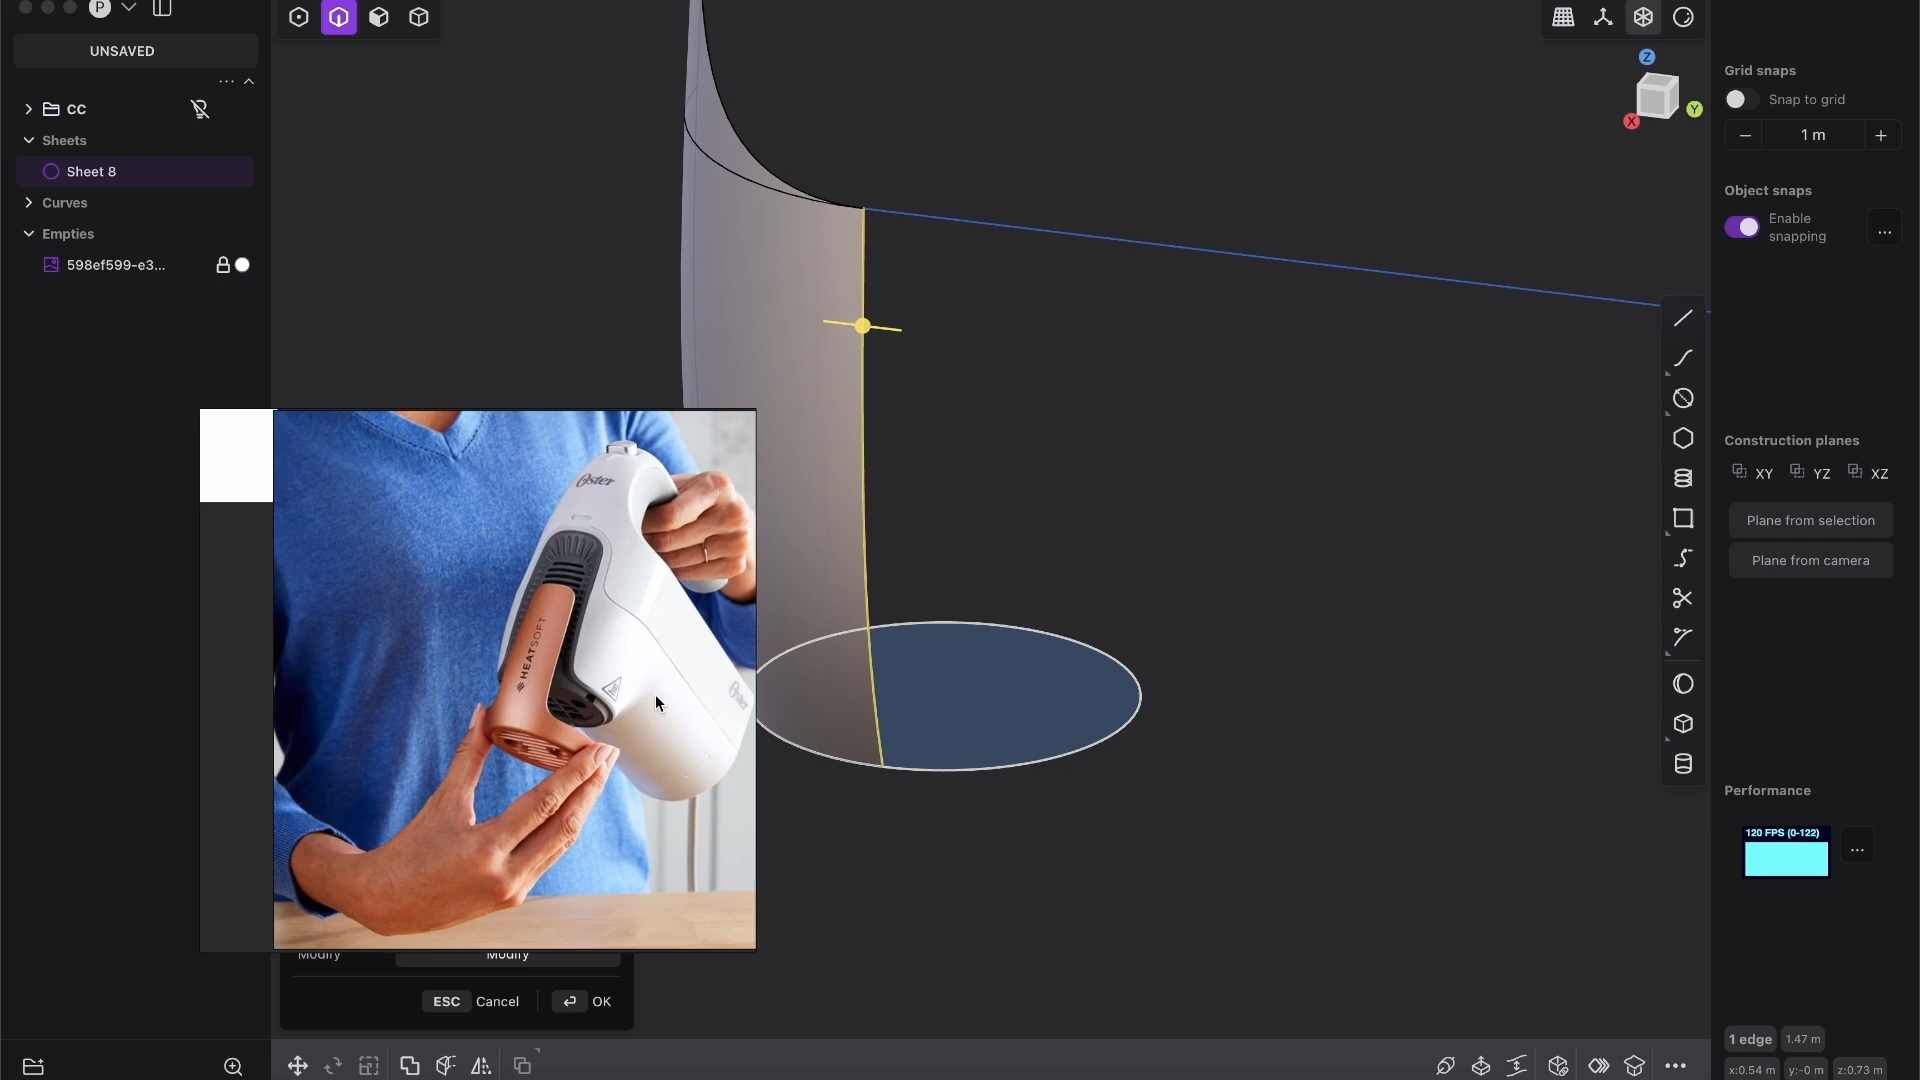 P
UNSAVED
CC
Sheets
Sheet 8
Curves
Empties
598ef599-e3...
Z
Y
X
Grid snaps
Snap to grid
1 m
Object snaps
Enable
snapping
...
Construction planes
XY
YZ
XZ
Plane from selection
Plane from camera
Performance
120 FPS (0-122)
...
Oster
HEATSOFT
Oster
Modify
Modify
ESC
Cancel
OK
1 edge
1.47 m
x:0.54 m
y:-0 m
z:0.73 m